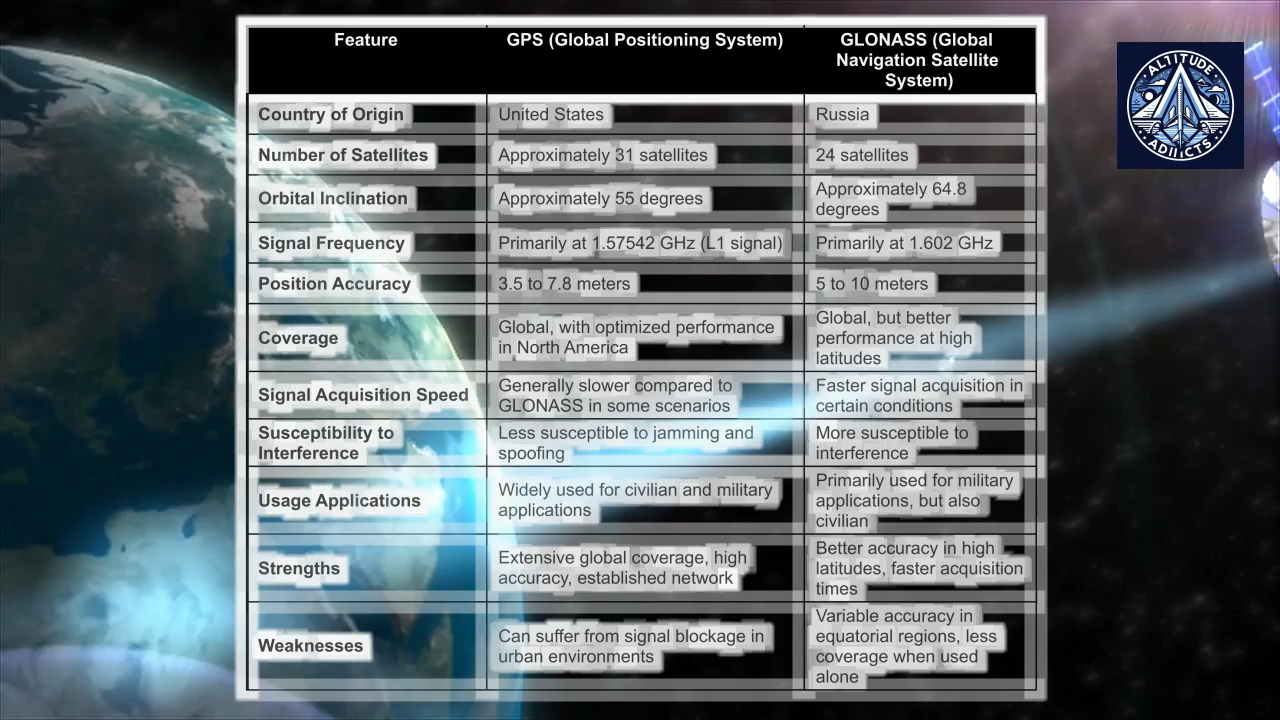 Feature
GPS (Global Positioning System)
GLONASS (Global
Navigation Satellite
System)
Country of Origin
United States
Russia
Number of Satellites
Approximately 31 satellites
24 satellites
Orbital Inclination
Approximately 55 degrees
Approximately 64.8
degrees
Signal Frequency
Primarily at 1.57542 GHz (L1 signal)
Primarily at 1.602 GHz
Position Accuracy
3.5 to 7.8 meters
5 to 10 meters
Coverage
Global, with optimized performance
in North America
Global, but better
performance at high
latitudes
Signal Acquisition Speed
Generally slower compared to
GLONASS in some scenarios
Faster signal acquisition in
certain conditions
Susceptibility to
Interference
Less susceptible to jamming and
spoofing
More susceptible to
interference
Usage Applications
Widely used for civilian and military
applications
Primarily used for military
applications, but also
civilian
Strengths
Extensive global coverage, high
accuracy, established network
Better accuracy in high
latitudes, faster acquisition
times
Weaknesses
Can suffer from signal blockage in
urban environments
Variable accuracy in
equatorial regions, less
coverage when used
alone
ALTITUDE